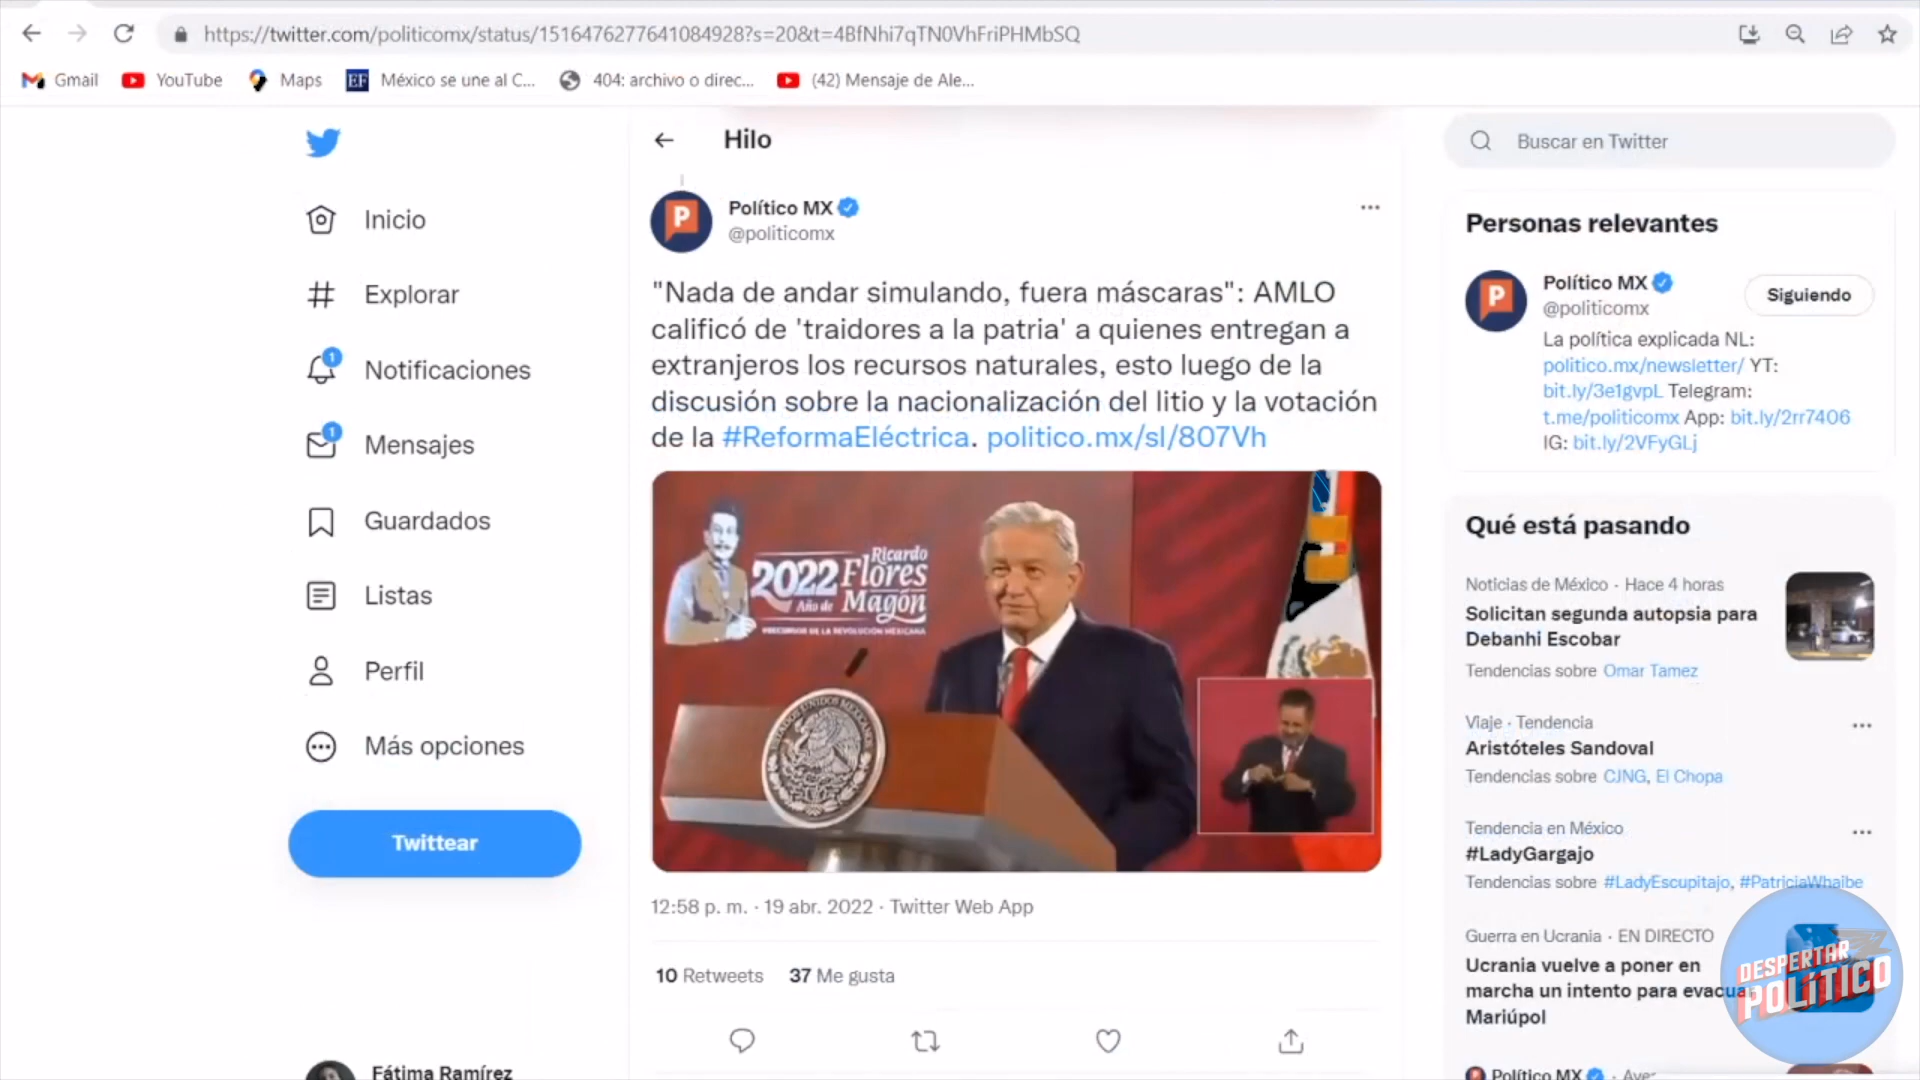 https://twitter.com/politicomx/status/1516476277641084928?s=20&t=4BfNhi7qTN0VhFriPHMbSQ
Gmail
YouTube
Maps
EF
México se une al C...
404: archivo o direc...
(42) Mensaje de Ale...
Inicio
Explorar
1
Notificaciones
1
Mensajes
Guardados
Listas
Perfil
Más opciones
Twittear
Fátima Ramírez
Hilo
P
Político MX
@politicomx
"Nada de andar simulando, fuera máscaras": AMLO
calificó de 'traidores a la patria' a quienes entregan a
extranjeros los recursos naturales, esto luego de la
discusión sobre la nacionalización del litio y la votación
de la #ReformaEléctrica. politico.mx/sl/807Vh
2022
Año de
Ricardo
Flores
Magón
PRECURSOR DE LA REVOLUCIÓN MEXICANA
ESTADOS UNIDOS MEXICANOS
12:58 p. m. · 19 abr. 2022 · Twitter Web App
10 Retweets 37 Me gusta
Buscar en Twitter
Personas relevantes
P
Político MX
@politicomx
Siguiendo
La política explicada NL:
politico.mx/newsletter/ YT:
bit.ly/3e1gvpL Telegram:
t.me/politicomx App: bit.ly/2rr7406
IG: bit.ly/2VFyGLj
Qué está pasando
Noticias de México · Hace 4 horas
Solicitan segunda autopsia para
Debanhi Escobar
Tendencias sobre Omar Tamez
Viaje · Tendencia
Aristóteles Sandoval
Tendencias sobre CJNG, El Chopa
Tendencia en México
#LadyGargajo
Tendencias sobre #LadyEscupitajo, #PatriciaWhaibe
Guerra en Ucrania · EN DIRECTO
Ucrania vuelve a poner en
marcha un intento para evacuar
Mariúpol
Político MX · Ayer
DESPERTAR
POLÍTICO